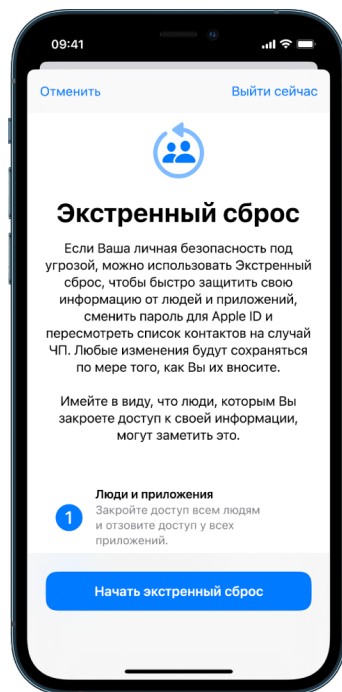 09:41
Отменить Выйти сейчас
Экстренный сброс
Если Ваша личная безопасность под
угрозой, можно использовать Экстренный
сброс, чтобы быстро защитить свою
информацию от людей и приложений,
сменить пароль для Apple ID и
пересмотреть список контактов на случай
ЧП. Любые изменения будут сохраняться
по мере того, как Вы их вносите.
Имейте в виду, что люди, которым Вы
закроете доступ к своей информации,
могут заметить это.
1
Люди и приложения
Закройте доступ всем людям
и отзовите доступ у всех
приложений.
Начать экстренный сброс